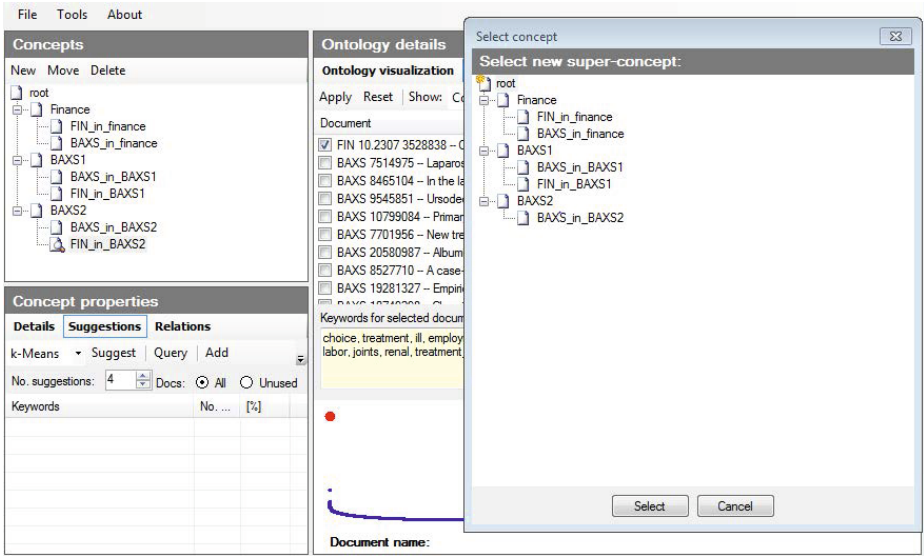 File Tools About
Concepts
New Move Delete
root
Finance
FIN_in_finance
BAXS_in_finance
BAXS1
BAXS_in_BAXS1
FIN_in_BAXS1
BAXS2
BAXS_in_BAXS2
FIN_in_BAXS2
Concept properties
Details Suggestions Relations
k-Means Suggest Query Add
No. suggestions: 4 Docs: All Unused
Keywords No. ... [%]
Ontology details
Ontology visualization
Apply Reset Show:
Document
FIN 10.2307 3528838 --
BAXS 7514975 -- Laparos
BAXS 8465104 -- In the la
BAXS 9545851 -- Ursode
BAXS 10799084 -- Primar
BAXS 7701956 -- New tre
BAXS 20580987 -- Album
BAXS 8527710 -- A case-
BAXS 19281327 -- Empiri
Keywords for selected docum
choice, treatment, ill, employ
labor, joints, renal, treatment,
Document name:
Select concept
Select new super-concept:
root
Finance
FIN_in_finance
BAXS_in_finance
BAXS1
BAXS_in_BAXS1
FIN_in_BAXS1
BAXS2
BAXS_in_BAXS2
Select Cancel